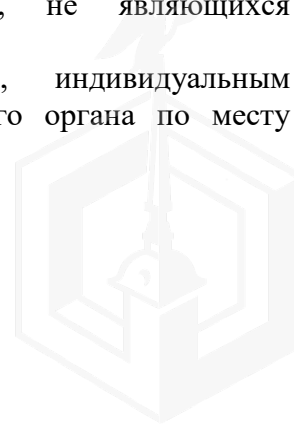 , не являющихся
, индивидуальным
го органа по месту